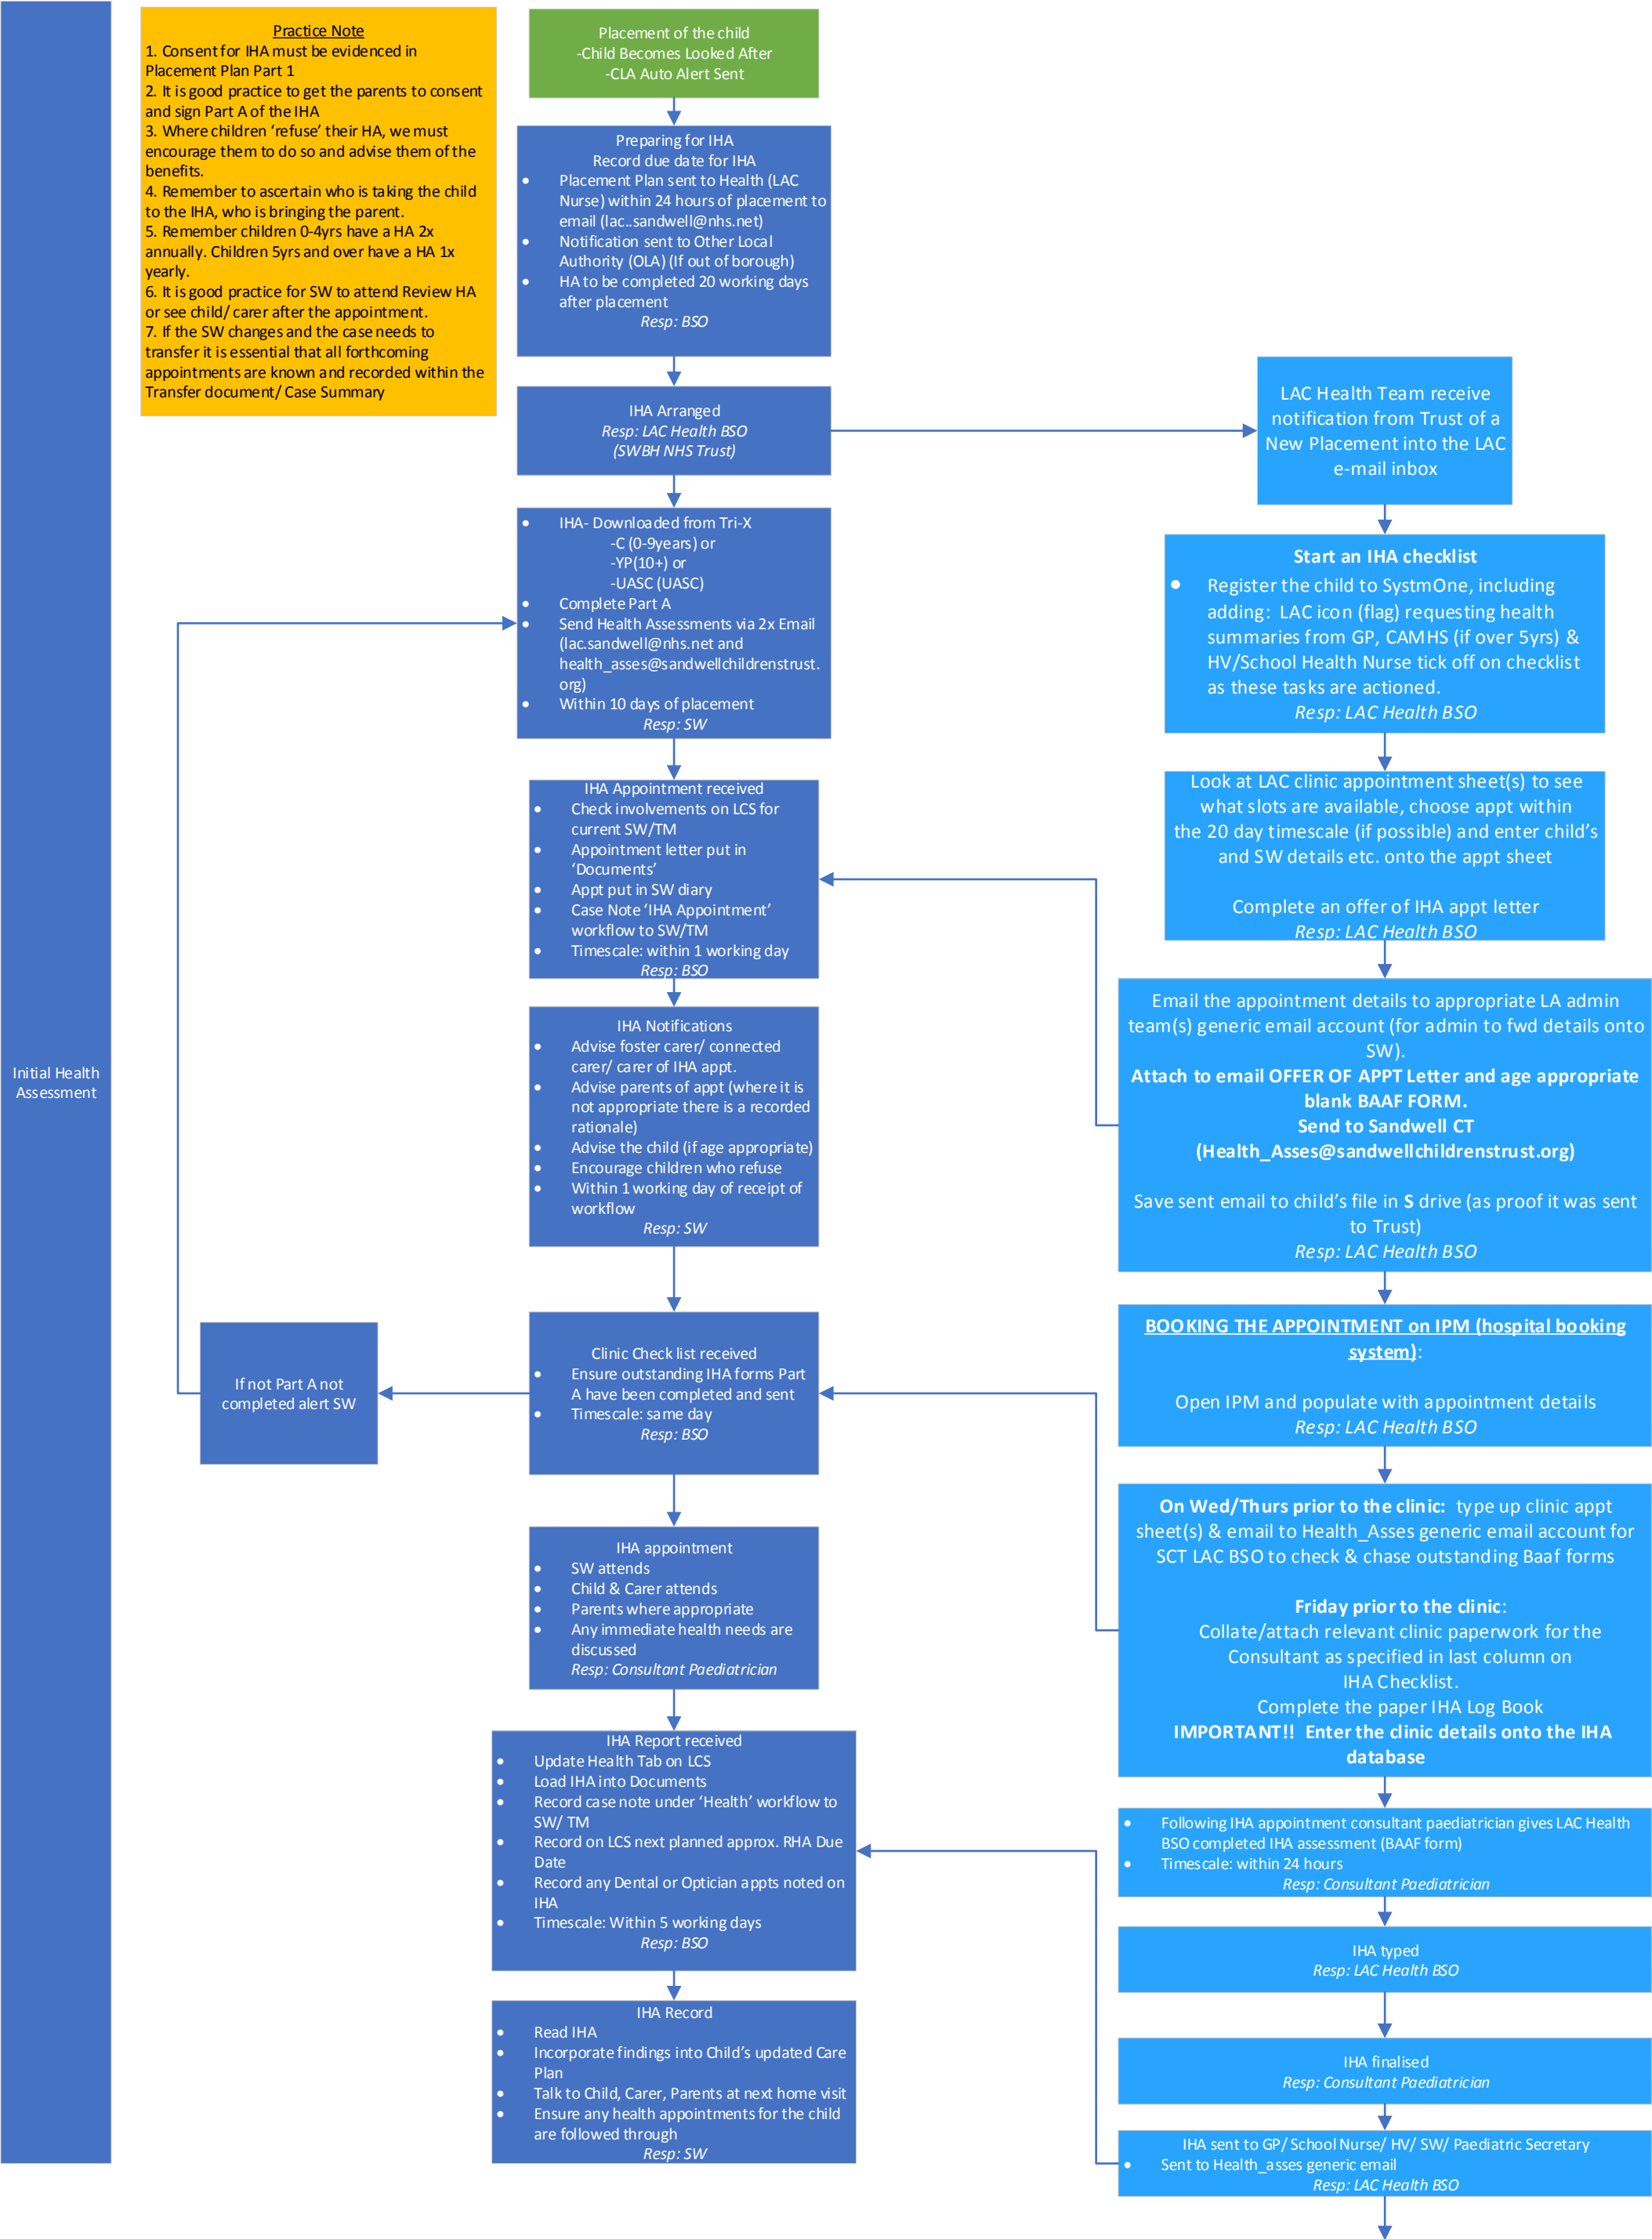 Initial Health
Assessment
Practice Note
1. Consent for IHA must be evidenced in
Placement Plan Part 1
2. It is good practice to get the parents to consent
and sign Part A of the IHA
3. Where children ‘refuse’ their HA, we must
encourage them to do so and advise them of the
benefits.
4. Remember to ascertain who is taking the child
to the IHA, who is bringing the parent.
5. Remember children 0-4yrs have a HA 2x
annually. Children 5yrs and over have a HA 1x
yearly.
6. It is good practice for SW to attend Review HA
or see child/ carer after the appointment.
7. If the SW changes and the case needs to
transfer it is essential that all forthcoming
appointments are known and recorded within the
Transfer document/ Case Summary
Placement of the child
-Child Becomes Looked After
-CLA Auto Alert Sent
Preparing for IHA
Record due date for IHA
• Placement Plan sent to Health (LAC
Nurse) within 24 hours of placement to
email (lac..sandwell@nhs.net)
• Notification sent to Other Local
Authority (OLA) (If out of borough)
• HA to be completed 20 working days
after placement
Resp: BSO
IHA Arranged
Resp: LAC Health BSO
(SWBH NHS Trust)
• IHA- Downloaded from Tri-X
-C (0-9years) or
-YP(10+) or
-UASC (UASC)
• Complete Part A
• Send Health Assessments via 2x Email
(lac.sandwell@nhs.net and
health_asses@sandwellchildrenstrust.
org)
• Within 10 days of placement
Resp: SW
IHA Appointment received
• Check involvements on LCS for
current SW/TM
• Appointment letter put in
‘Documents’
• Appt put in SW diary
• Case Note ‘IHA Appointment’
workflow to SW/TM
• Timescale: within 1 working day
Resp: BSO
IHA Notifications
• Advise foster carer/ connected
carer/ carer of IHA appt.
• Advise parents of appt (where it is
not appropriate there is a recorded
rationale)
• Advise the child (if age appropriate)
• Encourage children who refuse
• Within 1 working day of receipt of
workflow
Resp: SW
Clinic Check list received
• Ensure outstanding IHA forms Part
A have been completed and sent
• Timescale: same day
Resp: BSO
If not Part A not
completed alert SW
IHA appointment
• SW attends
• Child & Carer attends
• Parents where appropriate
• Any immediate health needs are
discussed
Resp: Consultant Paediatrician
IHA Report received
• Update Health Tab on LCS
• Load IHA into Documents
• Record case note under ‘Health’ workflow to
SW/ TM
• Record on LCS next planned approx. RHA Due
Date
• Record any Dental or Optician appts noted on
IHA
• Timescale: Within 5 working days
Resp: BSO
IHA Record
• Read IHA
• Incorporate findings into Child’s updated Care
Plan
• Talk to Child, Carer, Parents at next home visit
• Ensure any health appointments for the child
are followed through
Resp: SW
LAC Health Team receive
notification from Trust of a
New Placement into the LAC
e-mail inbox
Start an IHA checklist
• Register the child to SystmOne, including
adding: LAC icon (flag) requesting health
summaries from GP, CAMHS (if over 5yrs) &
HV/School Health Nurse tick off on checklist
as these tasks are actioned.
Resp: LAC Health BSO
Look at LAC clinic appointment sheet(s) to see
what slots are available, choose appt within
the 20 day timescale (if possible) and enter child’s
and SW details etc. onto the appt sheet
Complete an offer of IHA appt letter
Resp: LAC Health BSO
Email the appointment details to appropriate LA admin
team(s) generic email account (for admin to fwd details onto
SW).
Attach to email OFFER OF APPT Letter and age appropriate
blank BAAF FORM.
Send to Sandwell CT
(Health_Asses@sandwellchildrenstrust.org)
Save sent email to child’s file in S drive (as proof it was sent
to Trust)
Resp: LAC Health BSO
BOOKING THE APPOINTMENT on IPM (hospital booking
system):
Open IPM and populate with appointment details
Resp: LAC Health BSO
On Wed/Thurs prior to the clinic: type up clinic appt
sheet(s) & email to Health_Asses generic email account for
SCT LAC BSO to check & chase outstanding Baaf forms
Friday prior to the clinic:
Collate/attach relevant clinic paperwork for the
Consultant as specified in last column on
IHA Checklist.
Complete the paper IHA Log Book
IMPORTANT!! Enter the clinic details onto the IHA
database
• Following IHA appointment consultant paediatrician gives LAC Health
BSO completed IHA assessment (BAAF form)
• Timescale: within 24 hours
Resp: Consultant Paediatrician
IHA typed
Resp: LAC Health BSO
IHA finalised
Resp: Consultant Paediatrician
IHA sent to GP/ School Nurse/ HV/ SW/ Paediatric Secretary
• Sent to Health_asses generic email
Resp: LAC Health BSO